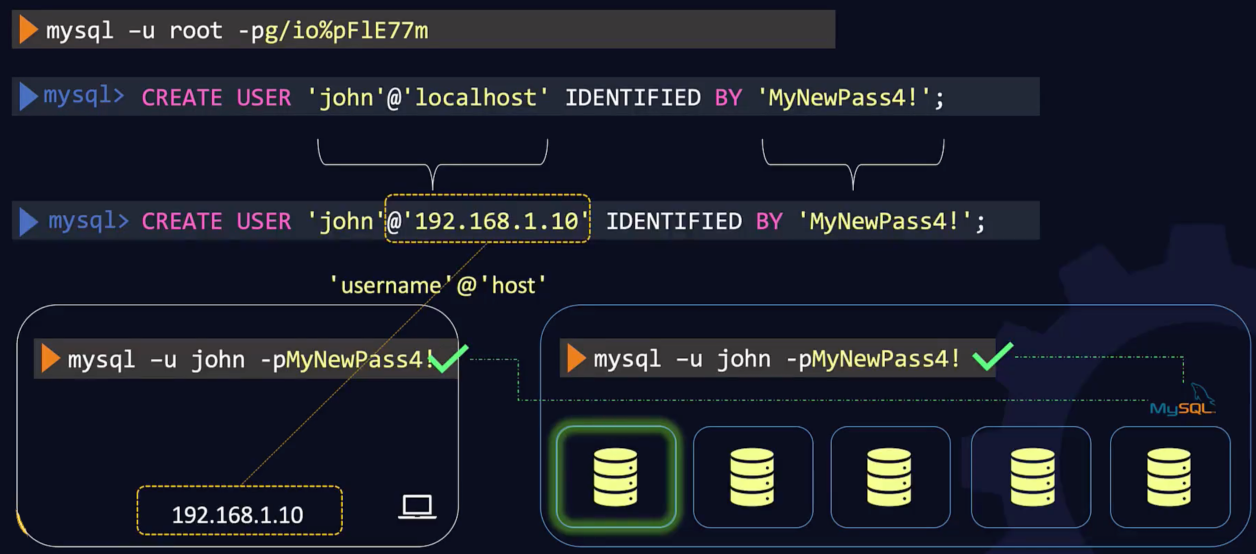 mysql –u root -pg/io%pFlE77m
mysql> CREATE USER 'john'@'localhost' IDENTIFIED BY 'MyNewPass4!';
mysql> CREATE USER 'john'@'192.168.1.10' IDENTIFIED BY 'MyNewPass4!';
'username'@'host'
mysql –u john -pMyNewPass4!
192.168.1.10
mysql –u john -pMyNewPass4!
MySQL